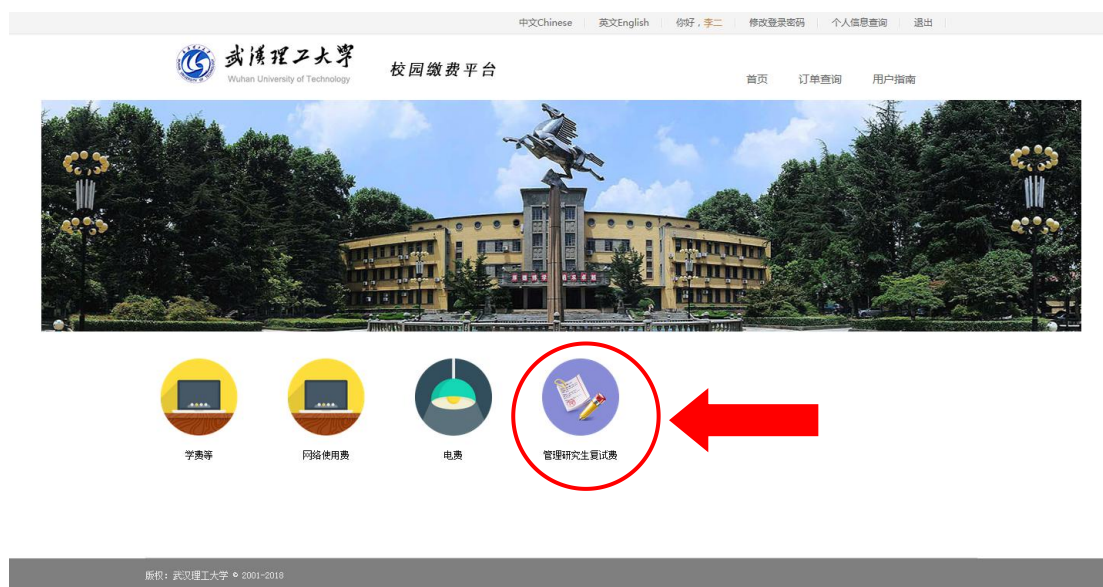 中文Chinese 英文English 你好，李二 修改登录密码 个人信息查询 退出
武汉理工大学
Wuhan University of Technology
校园缴费平台
首页 订单查询 用户指南
学费等 网络使用费 电费 管理研究生复试费
版权：武汉理工大学 © 2001-2018